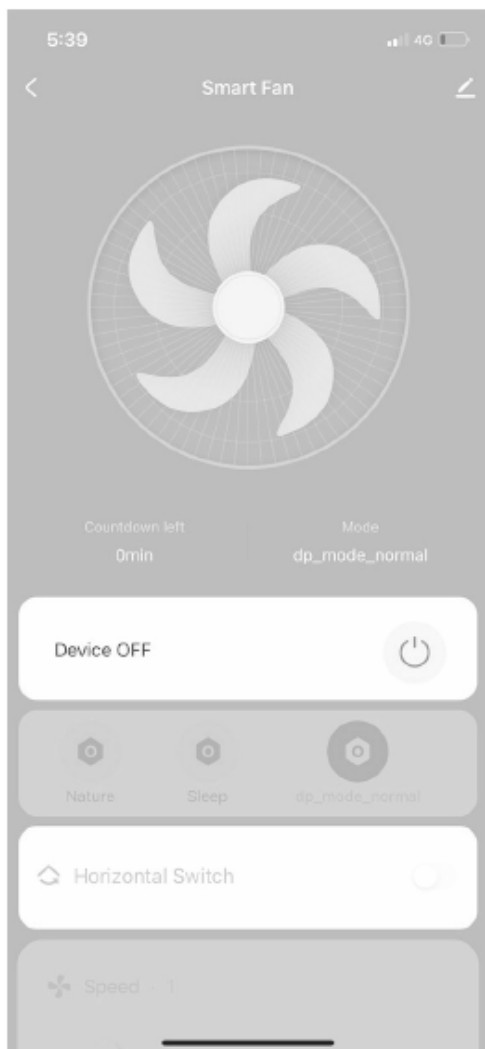 5:39
4G
Smart Fan
Countdown left
Mode
0min
dp_mode_normal
Device OFF
Nature
Sleep
dp_mode_normal
Horizontal Switch
Speed · 1